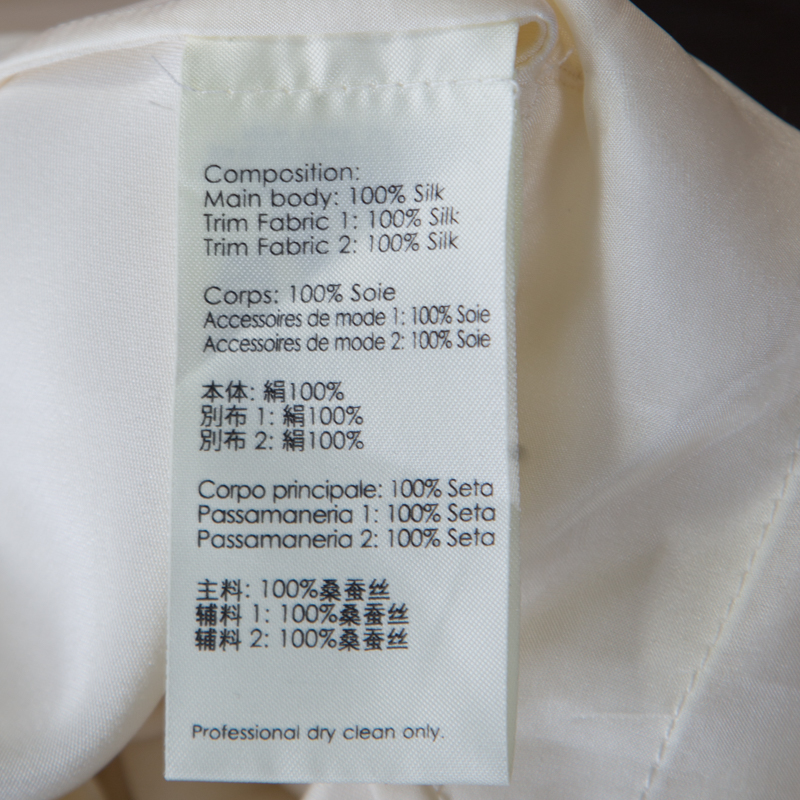 Composition:
Main body: 100% Silk
Trim Fabric 1: 100% Silk
Trim Fabric 2: 100% Silk
Corps: 100% Soie
Accessoires de mode 1: 100% Soie
Accessoires de mode 2: 100% Soie
本体: 絹100%
別布 1: 絹100%
別布 2: 絹100%
Corpo principale: 100% Seta
Passamaneria 1: 100% Seta
Passamaneria 2: 100% Seta
主料: 100%桑蚕丝
辅料 1: 100%桑蚕丝
辅料 2: 100%桑蚕丝
Professional dry clean only.